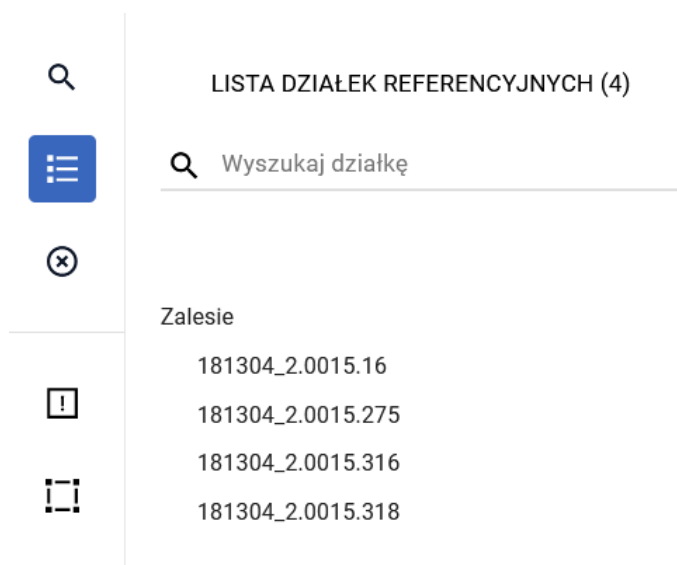 LISTA DZIAŁEK REFERENCYJNYCH (4)
Wyszukaj działkę
Zalesie
181304_2.0015.16
181304_2.0015.275
181304_2.0015.316
181304_2.0015.318